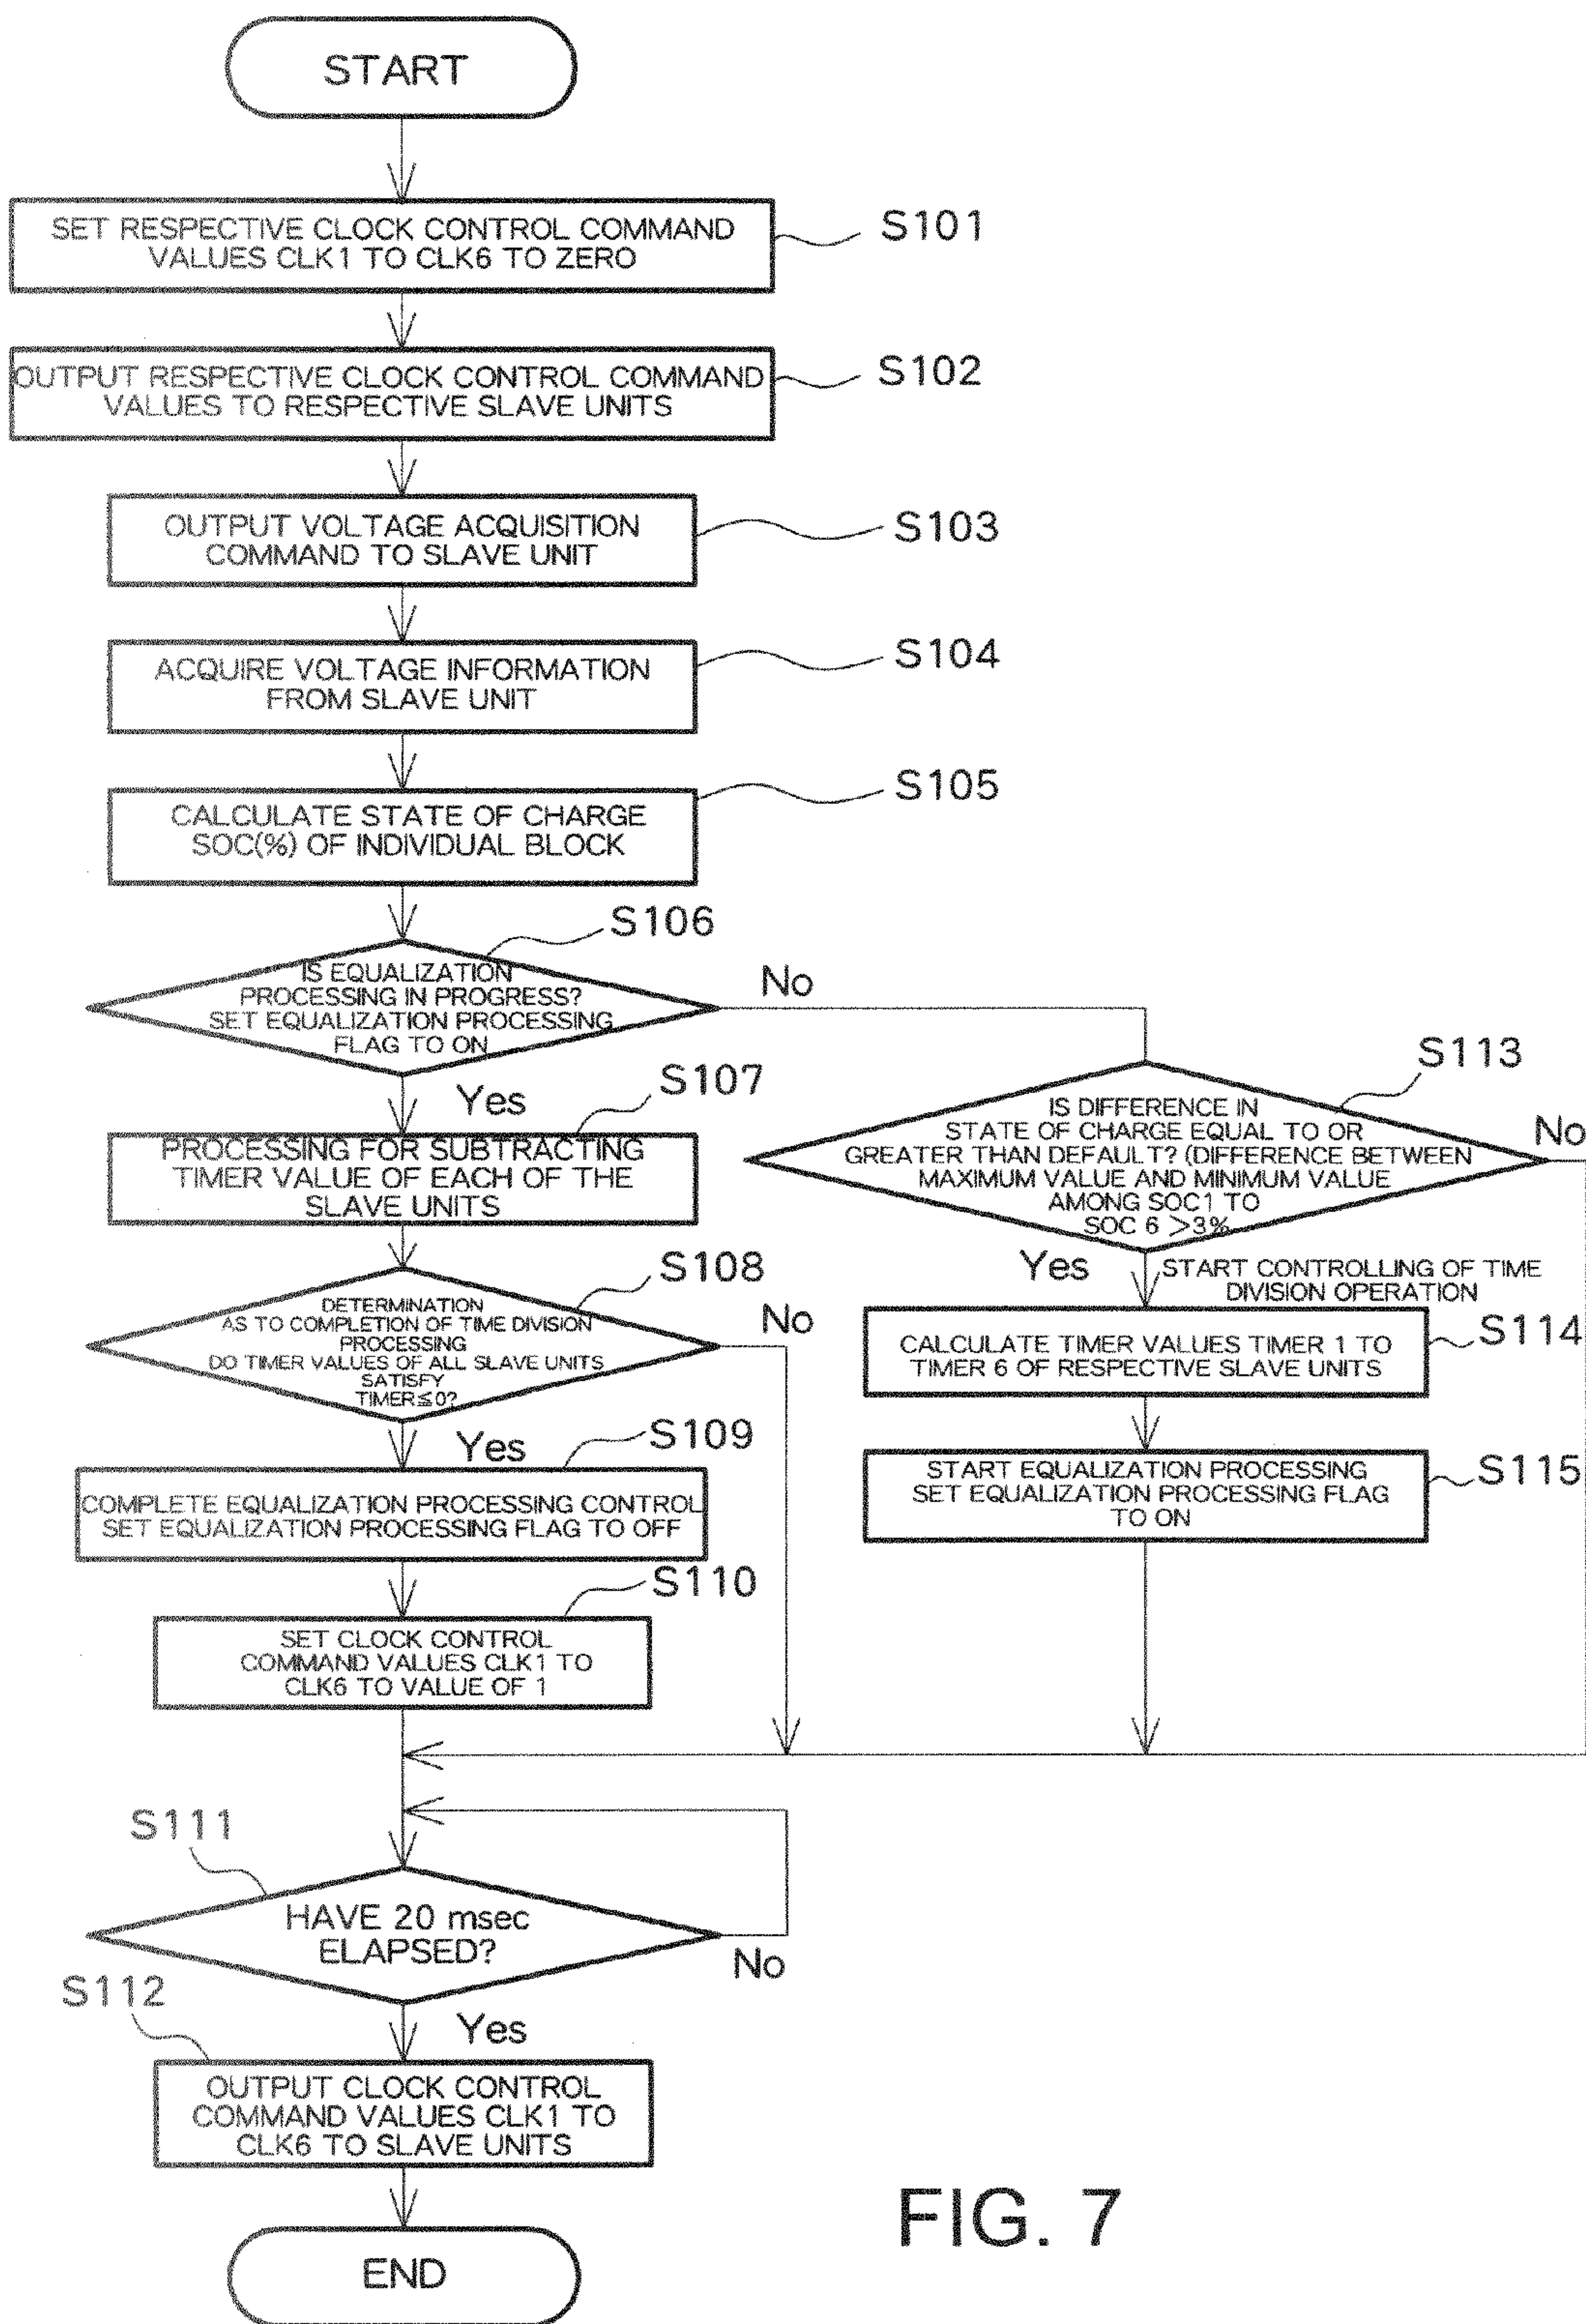 START
SET RESPECTIVE CLOCK CONTROL COMMAND
VALUES CLK1 TO CLK6 TO ZERO
S101
OUTPUT RESPECTIVE CLOCK CONTROL COMMAND
VALUES TO RESPECTIVE SLAVE UNITS
S102
OUTPUT VOLTAGE ACQUISITION
COMMAND TO SLAVE UNIT
S103
ACQUIRE VOLTAGE INFORMATION
FROM SLAVE UNIT
S104
CALCULATE STATE OF CHARGE
SOC(%) OF INDIVIDUAL BLOCK
S105
S106
IS EQUALIZATION
PROCESSING IN PROGRESS?
SET EQUALIZATION PROCESSING
FLAG TO ON
No
Yes
S107
PROCESSING FOR SUBTRACTING
TIMER VALUE OF EACH OF THE
SLAVE UNITS
S113
IS DIFFERENCE IN
STATE OF CHARGE EQUAL TO OR
GREATER THAN DEFAULT? (DIFFERENCE BETWEEN
MAXIMUM VALUE AND MINIMUM VALUE
AMONG SOC1 TO
SOC 6 >3%
No
Yes
START CONTROLLING OF TIME
DIVISION OPERATION
S108
DETERMINATION
AS TO COMPLETION OF TIME DIVISION
PROCESSING
DO TIMER VALUES OF ALL SLAVE UNITS
SATISFY
TIMER≦0?
No
Yes
CALCULATE TIMER VALUES TIMER 1 TO
TIMER 6 OF RESPECTIVE SLAVE UNITS
S114
S109
COMPLETE EQUALIZATION PROCESSING CONTROL
SET EQUALIZATION PROCESSING FLAG TO OFF
START EQUALIZATION PROCESSING
SET EQUALIZATION PROCESSING FLAG
TO ON
S115
S110
SET CLOCK CONTROL
COMMAND VALUES CLK1 TO
CLK6 TO VALUE OF 1
S111
HAVE 20 msec
ELAPSED?
No
S112
Yes
OUTPUT CLOCK CONTROL
COMMAND VALUES CLK1 TO
CLK6 TO SLAVE UNITS
END
FIG. 7